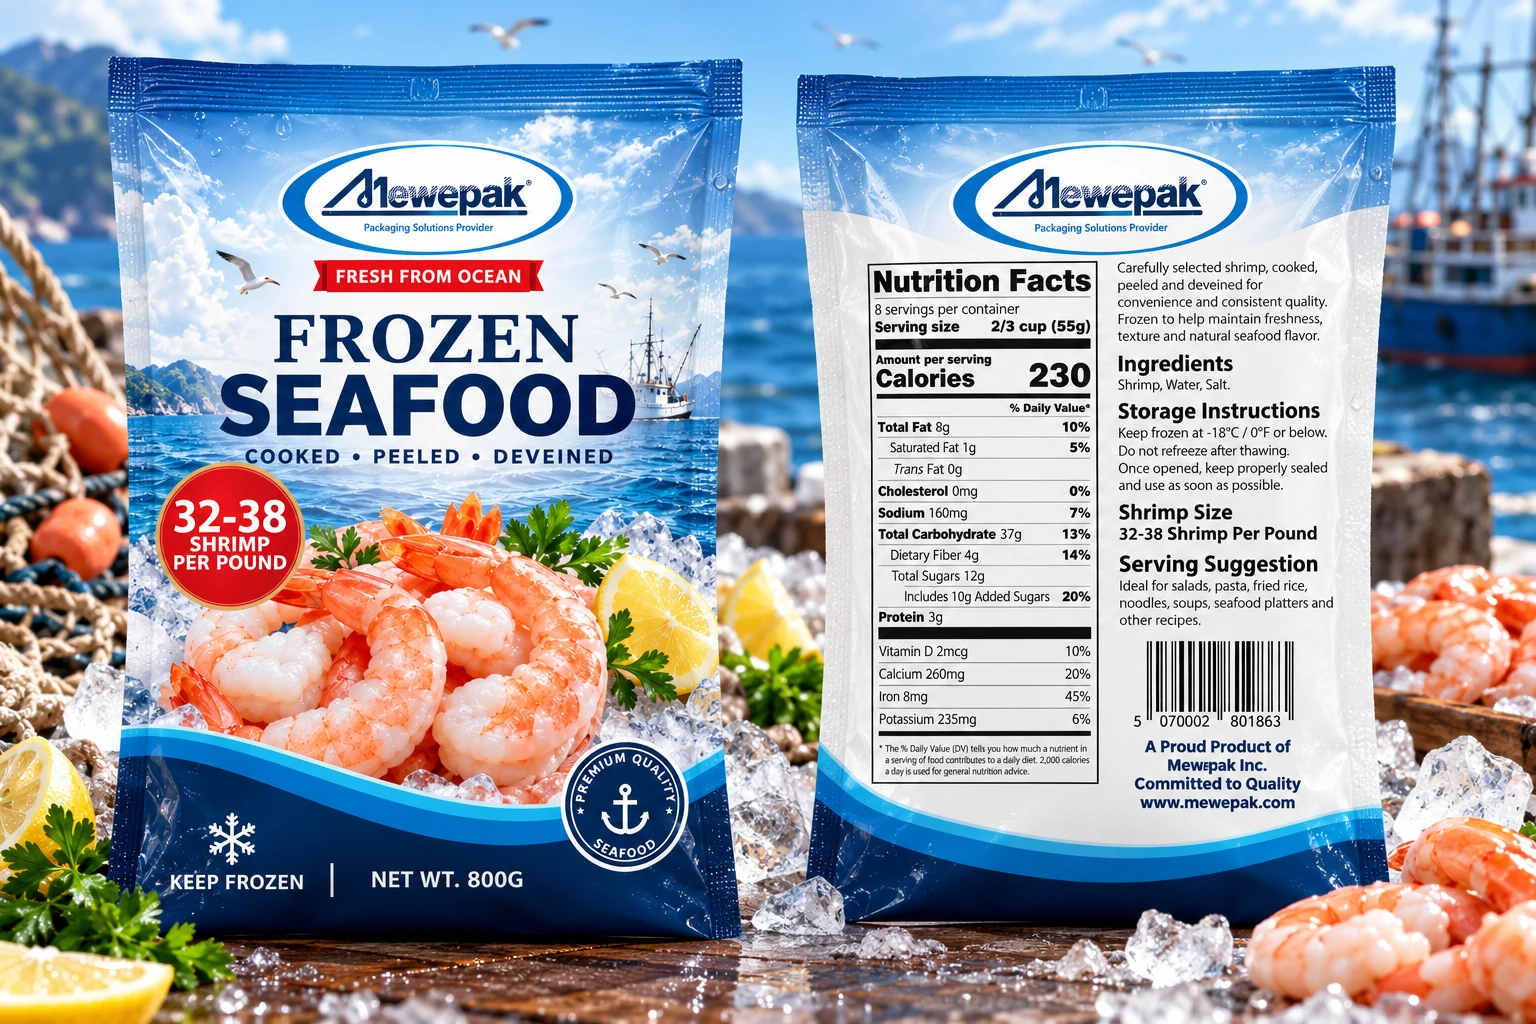 Mewepak®
Packaging Solutions Provider
FRESH FROM OCEAN
FROZEN
SEAFOOD
COOKED • PEELED • DEVEINED
32-38
SHRIMP
PER POUND
PREMIUM QUALITY
SEAFOOD
KEEP FROZEN
NET WT. 800G
Mewepak®
Packaging Solutions Provider
Nutrition Facts
8 servings per container
Serving size 2/3 cup (55g)
Amount per serving
Calories 230
% Daily Value*
Total Fat 8g 10%
Saturated Fat 1g 5%
Trans Fat 0g
Cholesterol 0mg 0%
Sodium 160mg 7%
Total Carbohydrate 37g 13%
Dietary Fiber 4g 14%
Total Sugars 12g
Includes 10g Added Sugars 20%
Protein 3g
Vitamin D 2mcg 10%
Calcium 260mg 20%
Iron 8mg 45%
Potassium 235mg 6%
* The % Daily Value (DV) tells you how much a nutrient in
a serving of food contributes to a daily diet. 2,000 calories
a day is used for general nutrition advice.
Carefully selected shrimp, cooked,
peeled and deveined for
convenience and consistent quality.
Frozen to help maintain freshness,
texture and natural seafood flavor.
Ingredients
Shrimp, Water, Salt.
Storage Instructions
Keep frozen at -18°C / 0°F or below.
Do not refreeze after thawing.
Once opened, keep properly sealed
and use as soon as possible.
Shrimp Size
32-38 Shrimp Per Pound
Serving Suggestion
Ideal for salads, pasta, fried rice,
noodles, soups, seafood platters and
other recipes.
5 070002 801863
A Proud Product of
Mewepak Inc.
Committed to Quality
www.mewepak.com